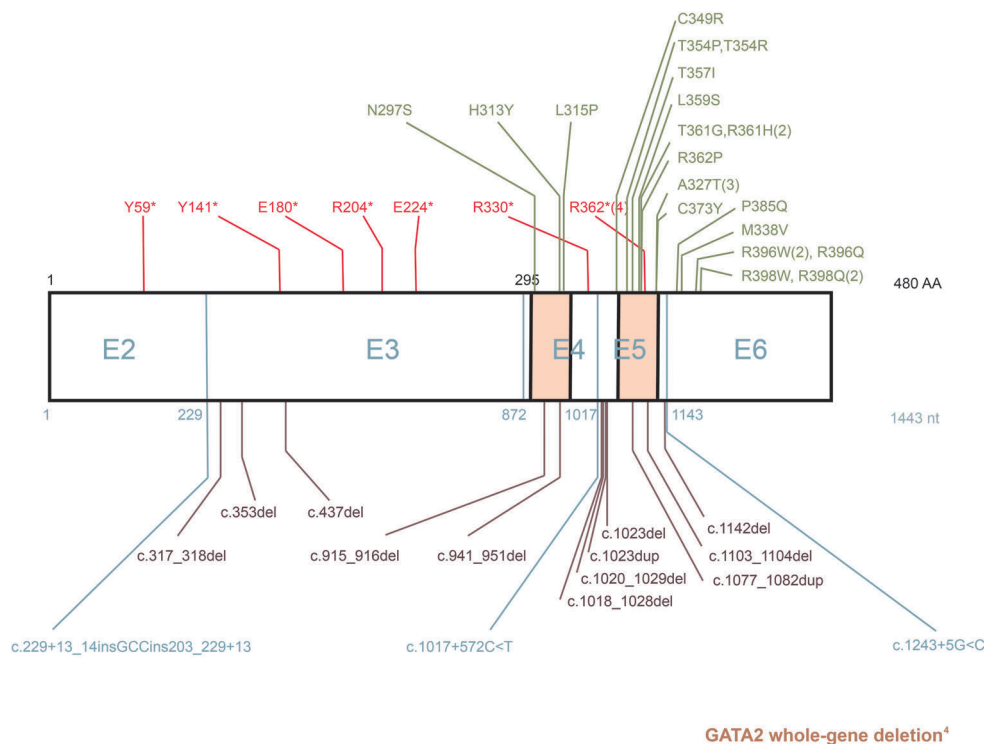 C349R
T354P,T354R
T357I
L359S
N297S
H313Y
L315P
T361G,R361H(2)
R362P
A327T(3)
Y59*
Y141*
E180*
R204*
E224*
R330*
R362*(4)
C373Y
P385Q
M338V
R396W(2), R396Q
R398W, R398Q(2)
1
295
480 AA
E2
E3
E4
E5
E6
1
229
872
1017
1143
1443 nt
c.353del
c.437del
c.317_318del
c.915_916del
c.941_951del
c.1023del
c.1023dup
c.1020_1029del
c.1018_1028del
c.1142del
c.1103_1104del
c.1077_1082dup
c.229+13_14insGCCins203_229+13
c.1017+572C<T
c.1243+5G<C
GATA2 whole-gene deletion⁴